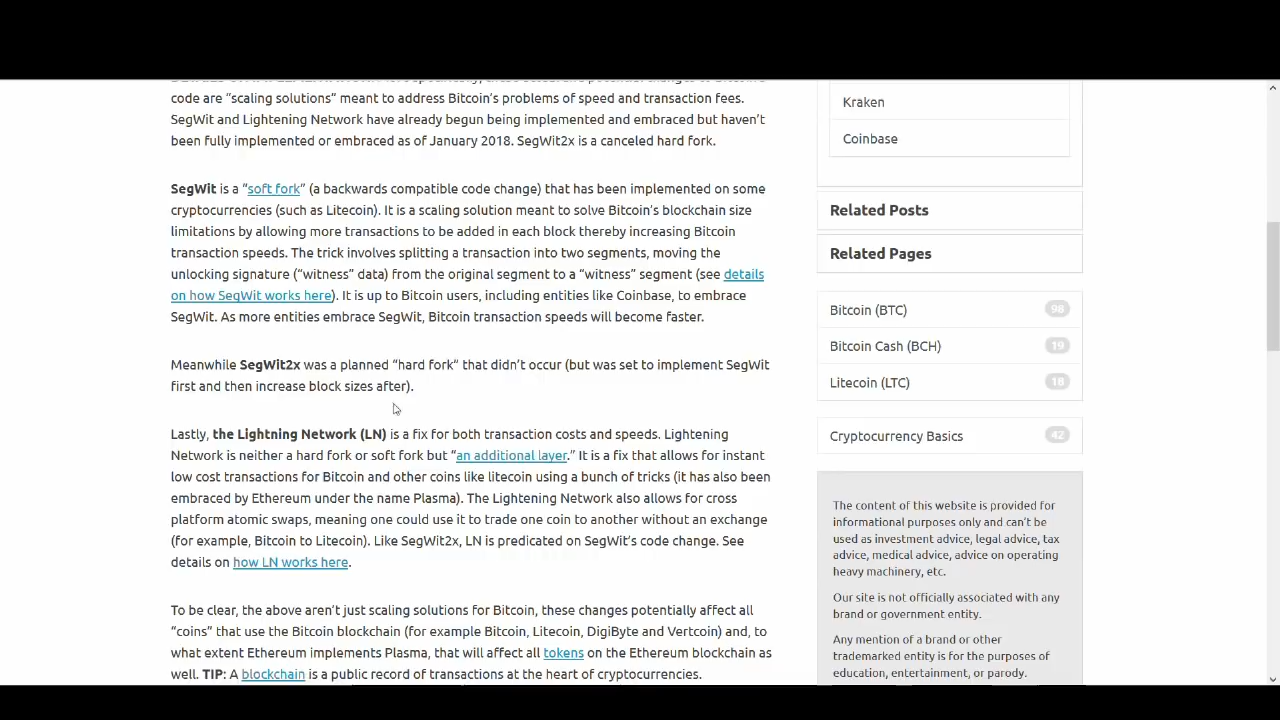 code are “scaling solutions” meant to address Bitcoin’s problems of speed and transaction fees.
SegWit and Lightening Network have already begun being implemented and embraced but haven’t
been fully implemented or embraced as of January 2018. SegWit2x is a canceled hard fork.
SegWit is a “soft fork” (a backwards compatible code change) that has been implemented on some
cryptocurrencies (such as Litecoin). It is a scaling solution meant to solve Bitcoin’s blockchain size
limitations by allowing more transactions to be added in each block thereby increasing Bitcoin
transaction speeds. The trick involves splitting a transaction into two segments, moving the
unlocking signature (“witness” data) from the original segment to a “witness” segment (see details
on how SegWit works here). It is up to Bitcoin users, including entities like Coinbase, to embrace
SegWit. As more entities embrace SegWit, Bitcoin transaction speeds will become faster.
Meanwhile SegWit2x was a planned “hard fork” that didn’t occur (but was set to implement SegWit
first and then increase block sizes after).
Lastly, the Lightning Network (LN) is a fix for both transaction costs and speeds. Lightening
Network is neither a hard fork or soft fork but “an additional layer.” It is a fix that allows for instant
low cost transactions for Bitcoin and other coins like litecoin using a bunch of tricks (it has also been
embraced by Ethereum under the name Plasma). The Lightening Network also allows for cross
platform atomic swaps, meaning one could use it to trade one coin to another without an exchange
(for example, Bitcoin to Litecoin). Like SegWit2x, LN is predicated on SegWit’s code change. See
details on how LN works here.
To be clear, the above aren’t just scaling solutions for Bitcoin, these changes potentially affect all
“coins” that use the Bitcoin blockchain (for example Bitcoin, Litecoin, DigiByte and Vertcoin) and, to
what extent Ethereum implements Plasma, that will affect all tokens on the Ethereum blockchain as
well. TIP: A blockchain is a public record of transactions at the heart of cryptocurrencies.
Kraken
Coinbase
Related Posts
Related Pages
Bitcoin (BTC) 98
Bitcoin Cash (BCH) 19
Litecoin (LTC) 18
Cryptocurrency Basics 42
The content of this website is provided for
informational purposes only and can’t be
used as investment advice, legal advice, tax
advice, medical advice, advice on operating
heavy machinery, etc.
Our site is not officially associated with any
brand or government entity.
Any mention of a brand or other
trademarked entity is for the purposes of
education, entertainment, or parody.